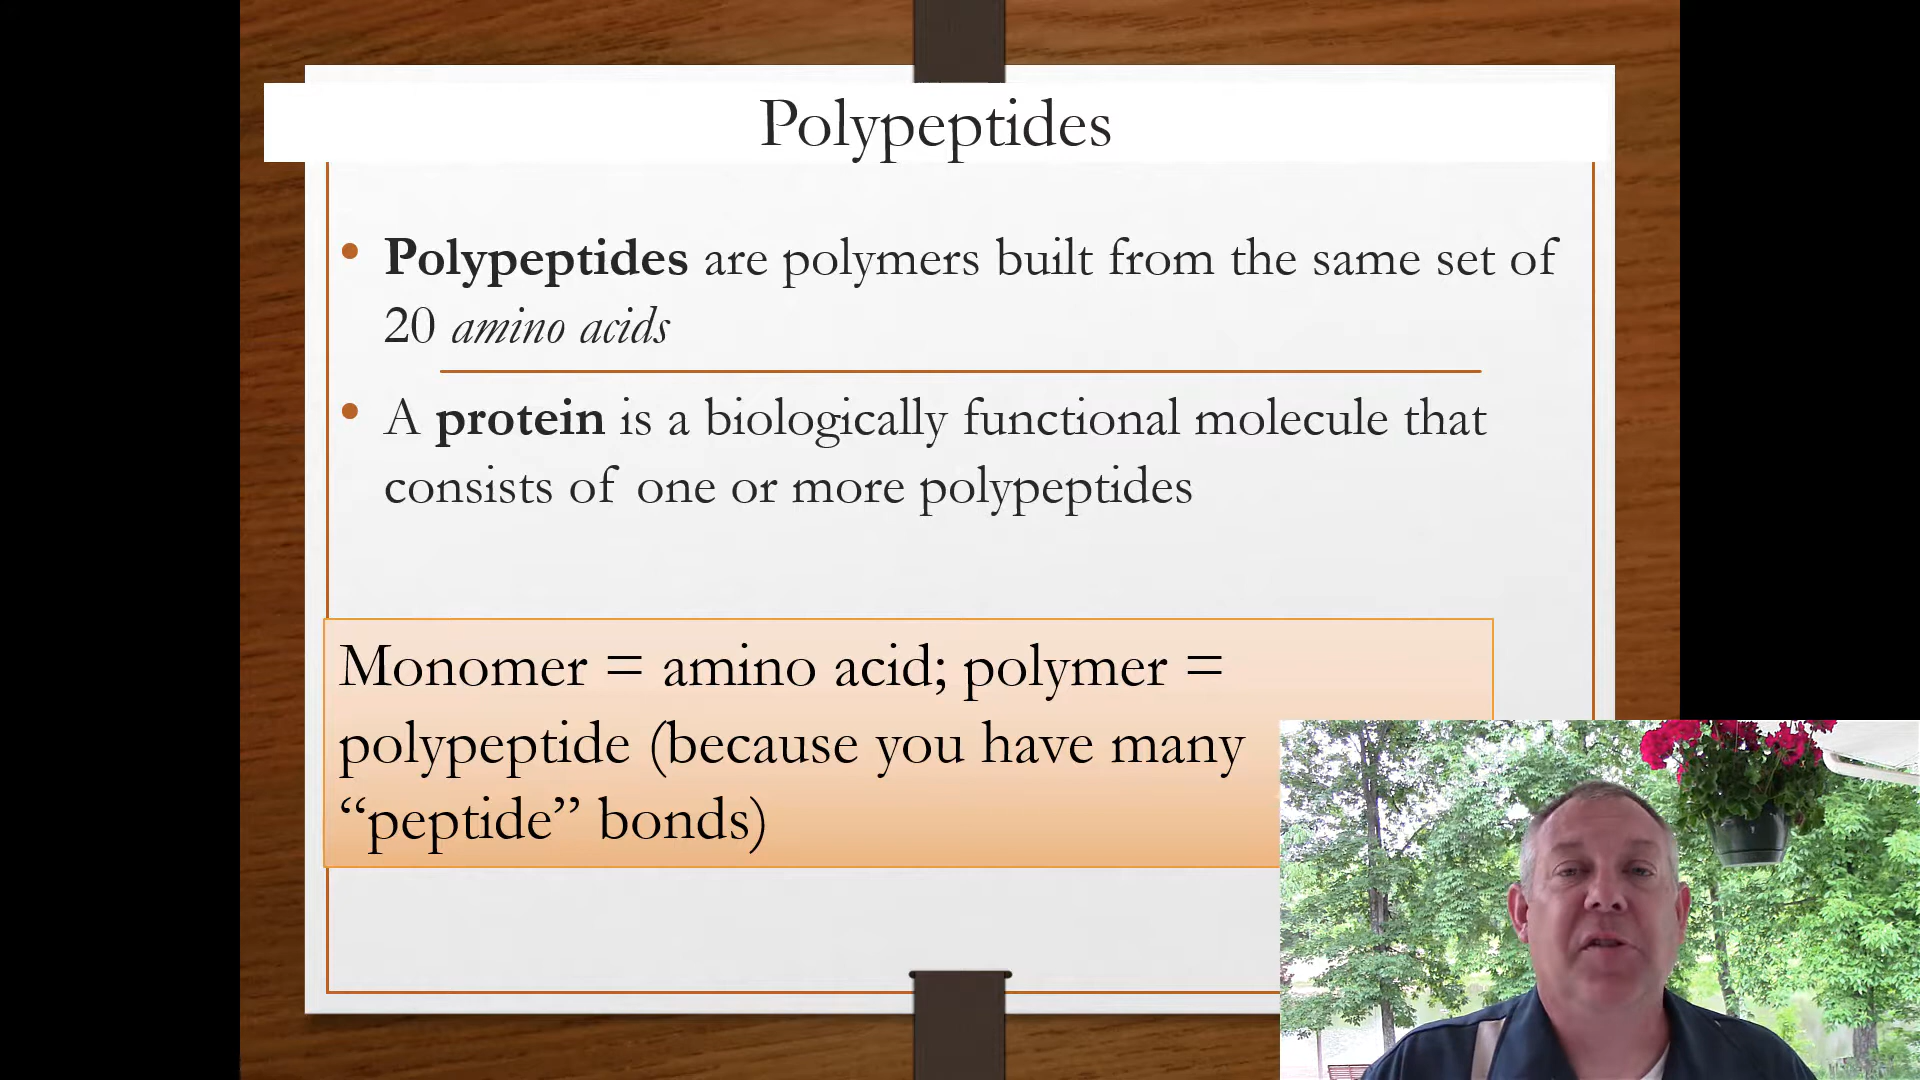 Polypeptides
• Polypeptides are polymers built from the same set of
20 amino acids
• A protein is a biologically functional molecule that
consists of one or more polypeptides
Monomer = amino acid; polymer =
polypeptide (because you have many
“peptide” bonds)